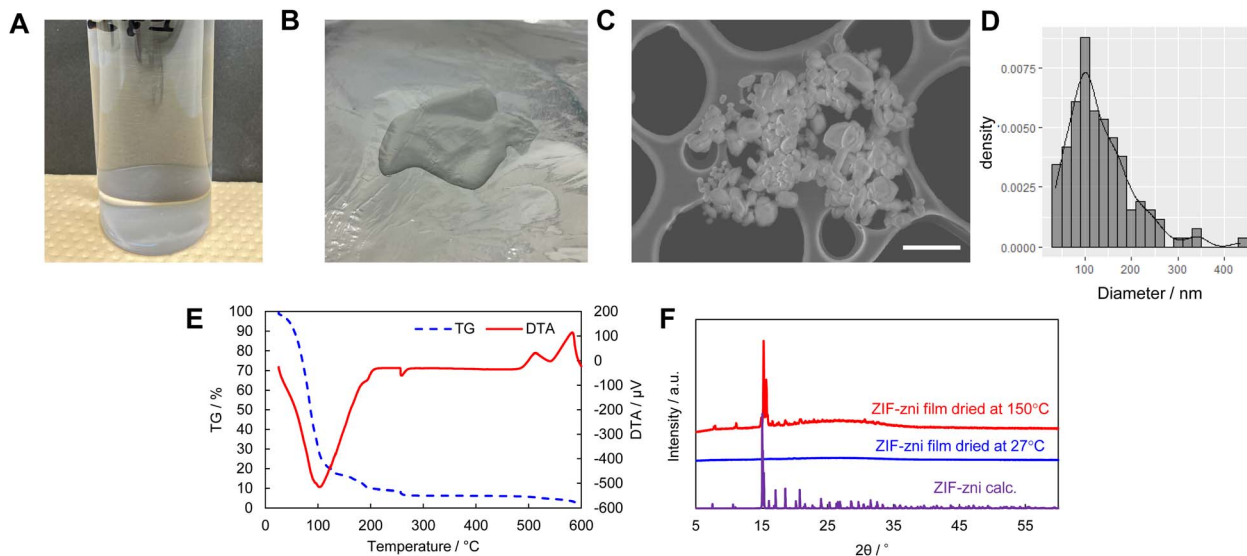 A
B
C
D
0.0075
0.0050
0.0025
0.0000
density
100 200 300 400
Diameter / nm
E
TG DTA
100
90
80
70
60
50
40
30
20
10
0
TG / %
200
100
0
-100
-200
-300
-400
-500
-600
DTA / µV
0 100 200 300 400 500 600
Temperature / °C
F
Intensity / a.u.
ZIF-zni film dried at 150°C
ZIF-zni film dried at 27°C
ZIF-zni calc.
5 15 25 35 45 55
2θ / °